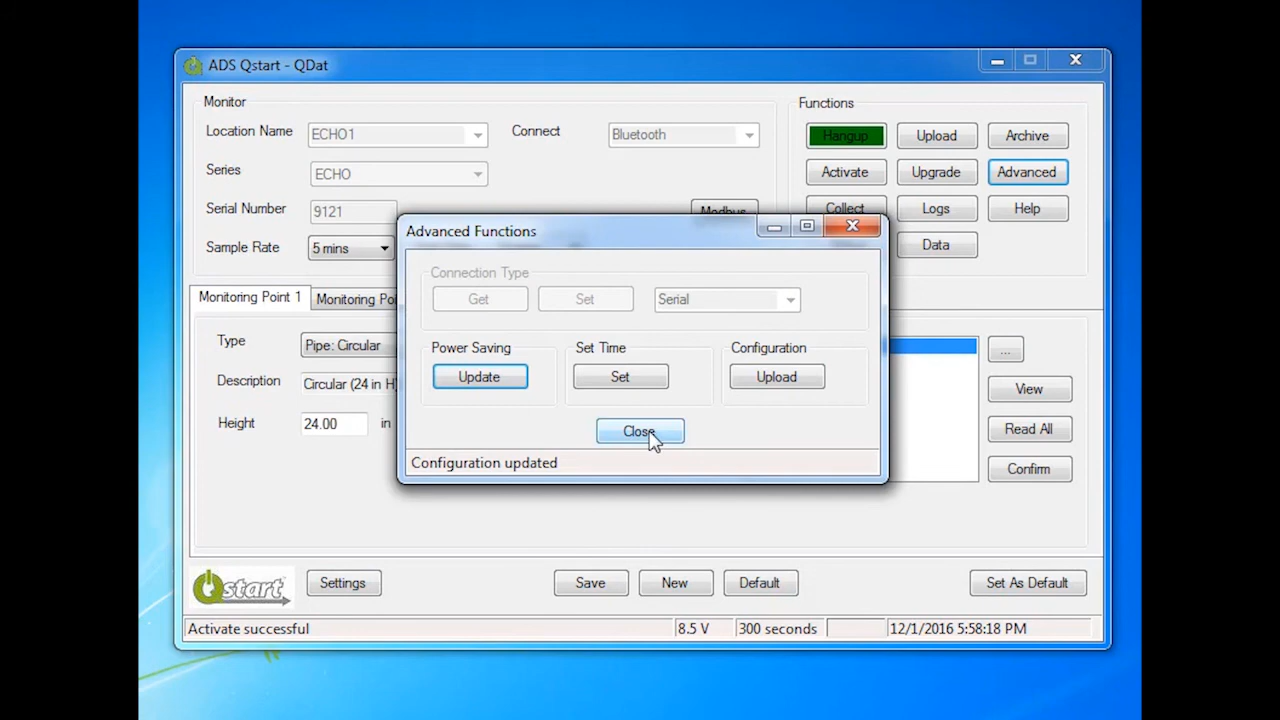 ADS Qstart - QDat
Monitor
Location Name ECHO1 Connect Bluetooth
Series ECHO
Serial Number 9121 Modbus
Sample Rate 5 mins
Functions
Hangup Upload Archive
Activate Upgrade Advanced
Collect Logs Help
Data
Advanced Functions
Connection Type
Get Set Serial
Power Saving Set Time Configuration
Update Set Upload
Close
Configuration updated
Monitoring Point 1 Monitoring Po
Type Pipe: Circular
Description Circular (24 in H
Height 24.00 in
...
View
Read All
Confirm
Qstart Settings Save New Default Set As Default
Activate successful 8.5 V 300 seconds 12/1/2016 5:58:18 PM